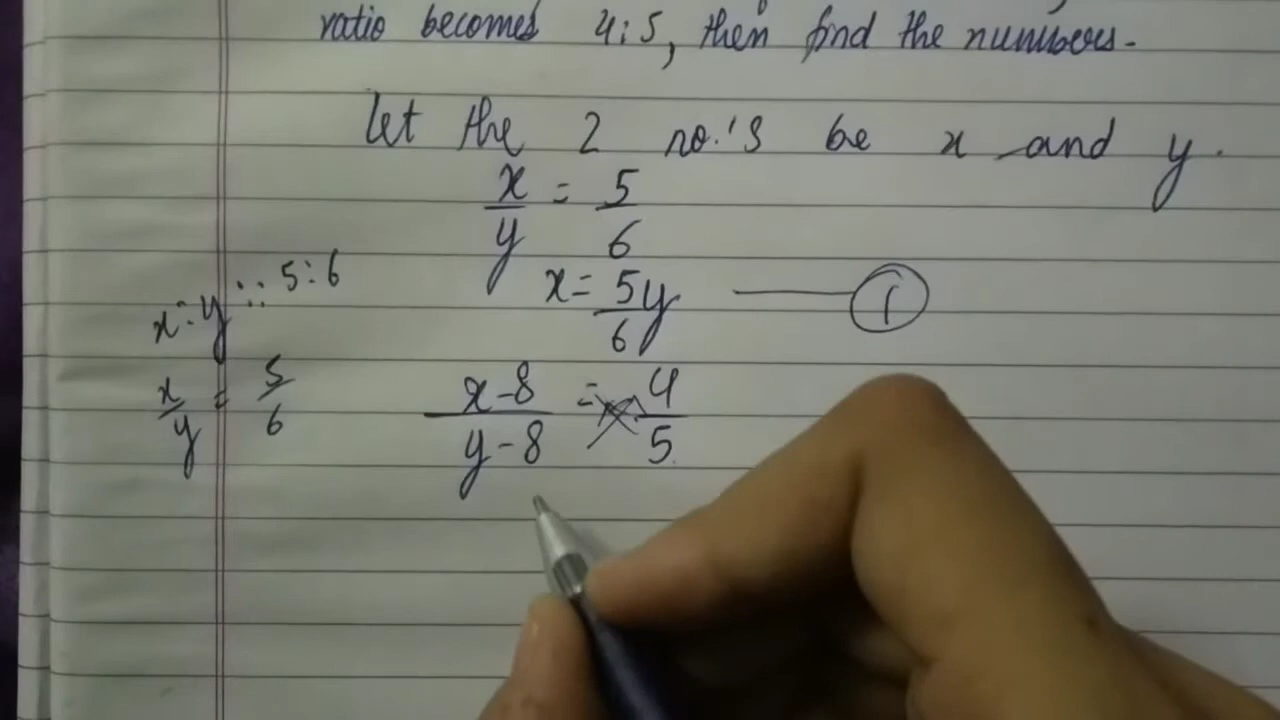 ratio becomes 4:5, then find the numbers.
let the 2 no.'s be x and y.
x/y = 5/6
x = 5y/6 —— 1
x:y :: 5:6
x/y = 5/6
x-8/y-8 = 4/5